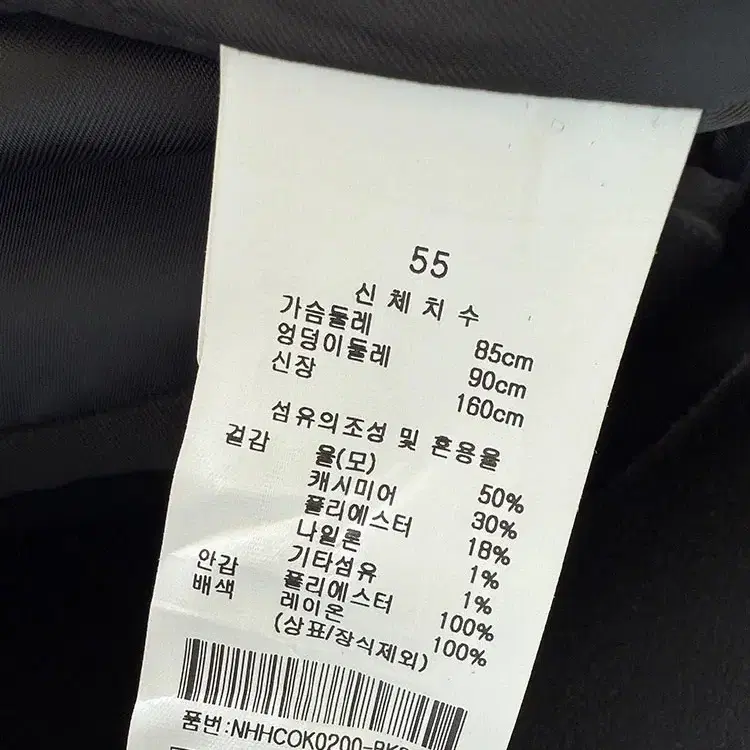 55
신체치수
가슴둘레 85cm
엉덩이둘레 90cm
신장 160cm
섬유의조성 및 혼용율
겉감 울(모) 50%
캐시미어 30%
폴리에스터 18%
나일론 1%
기타섬유 1%
안감 폴리에스터 100%
배색 레이온 100%
(상표/장식제외)
품번:NHHCOK0200-BK